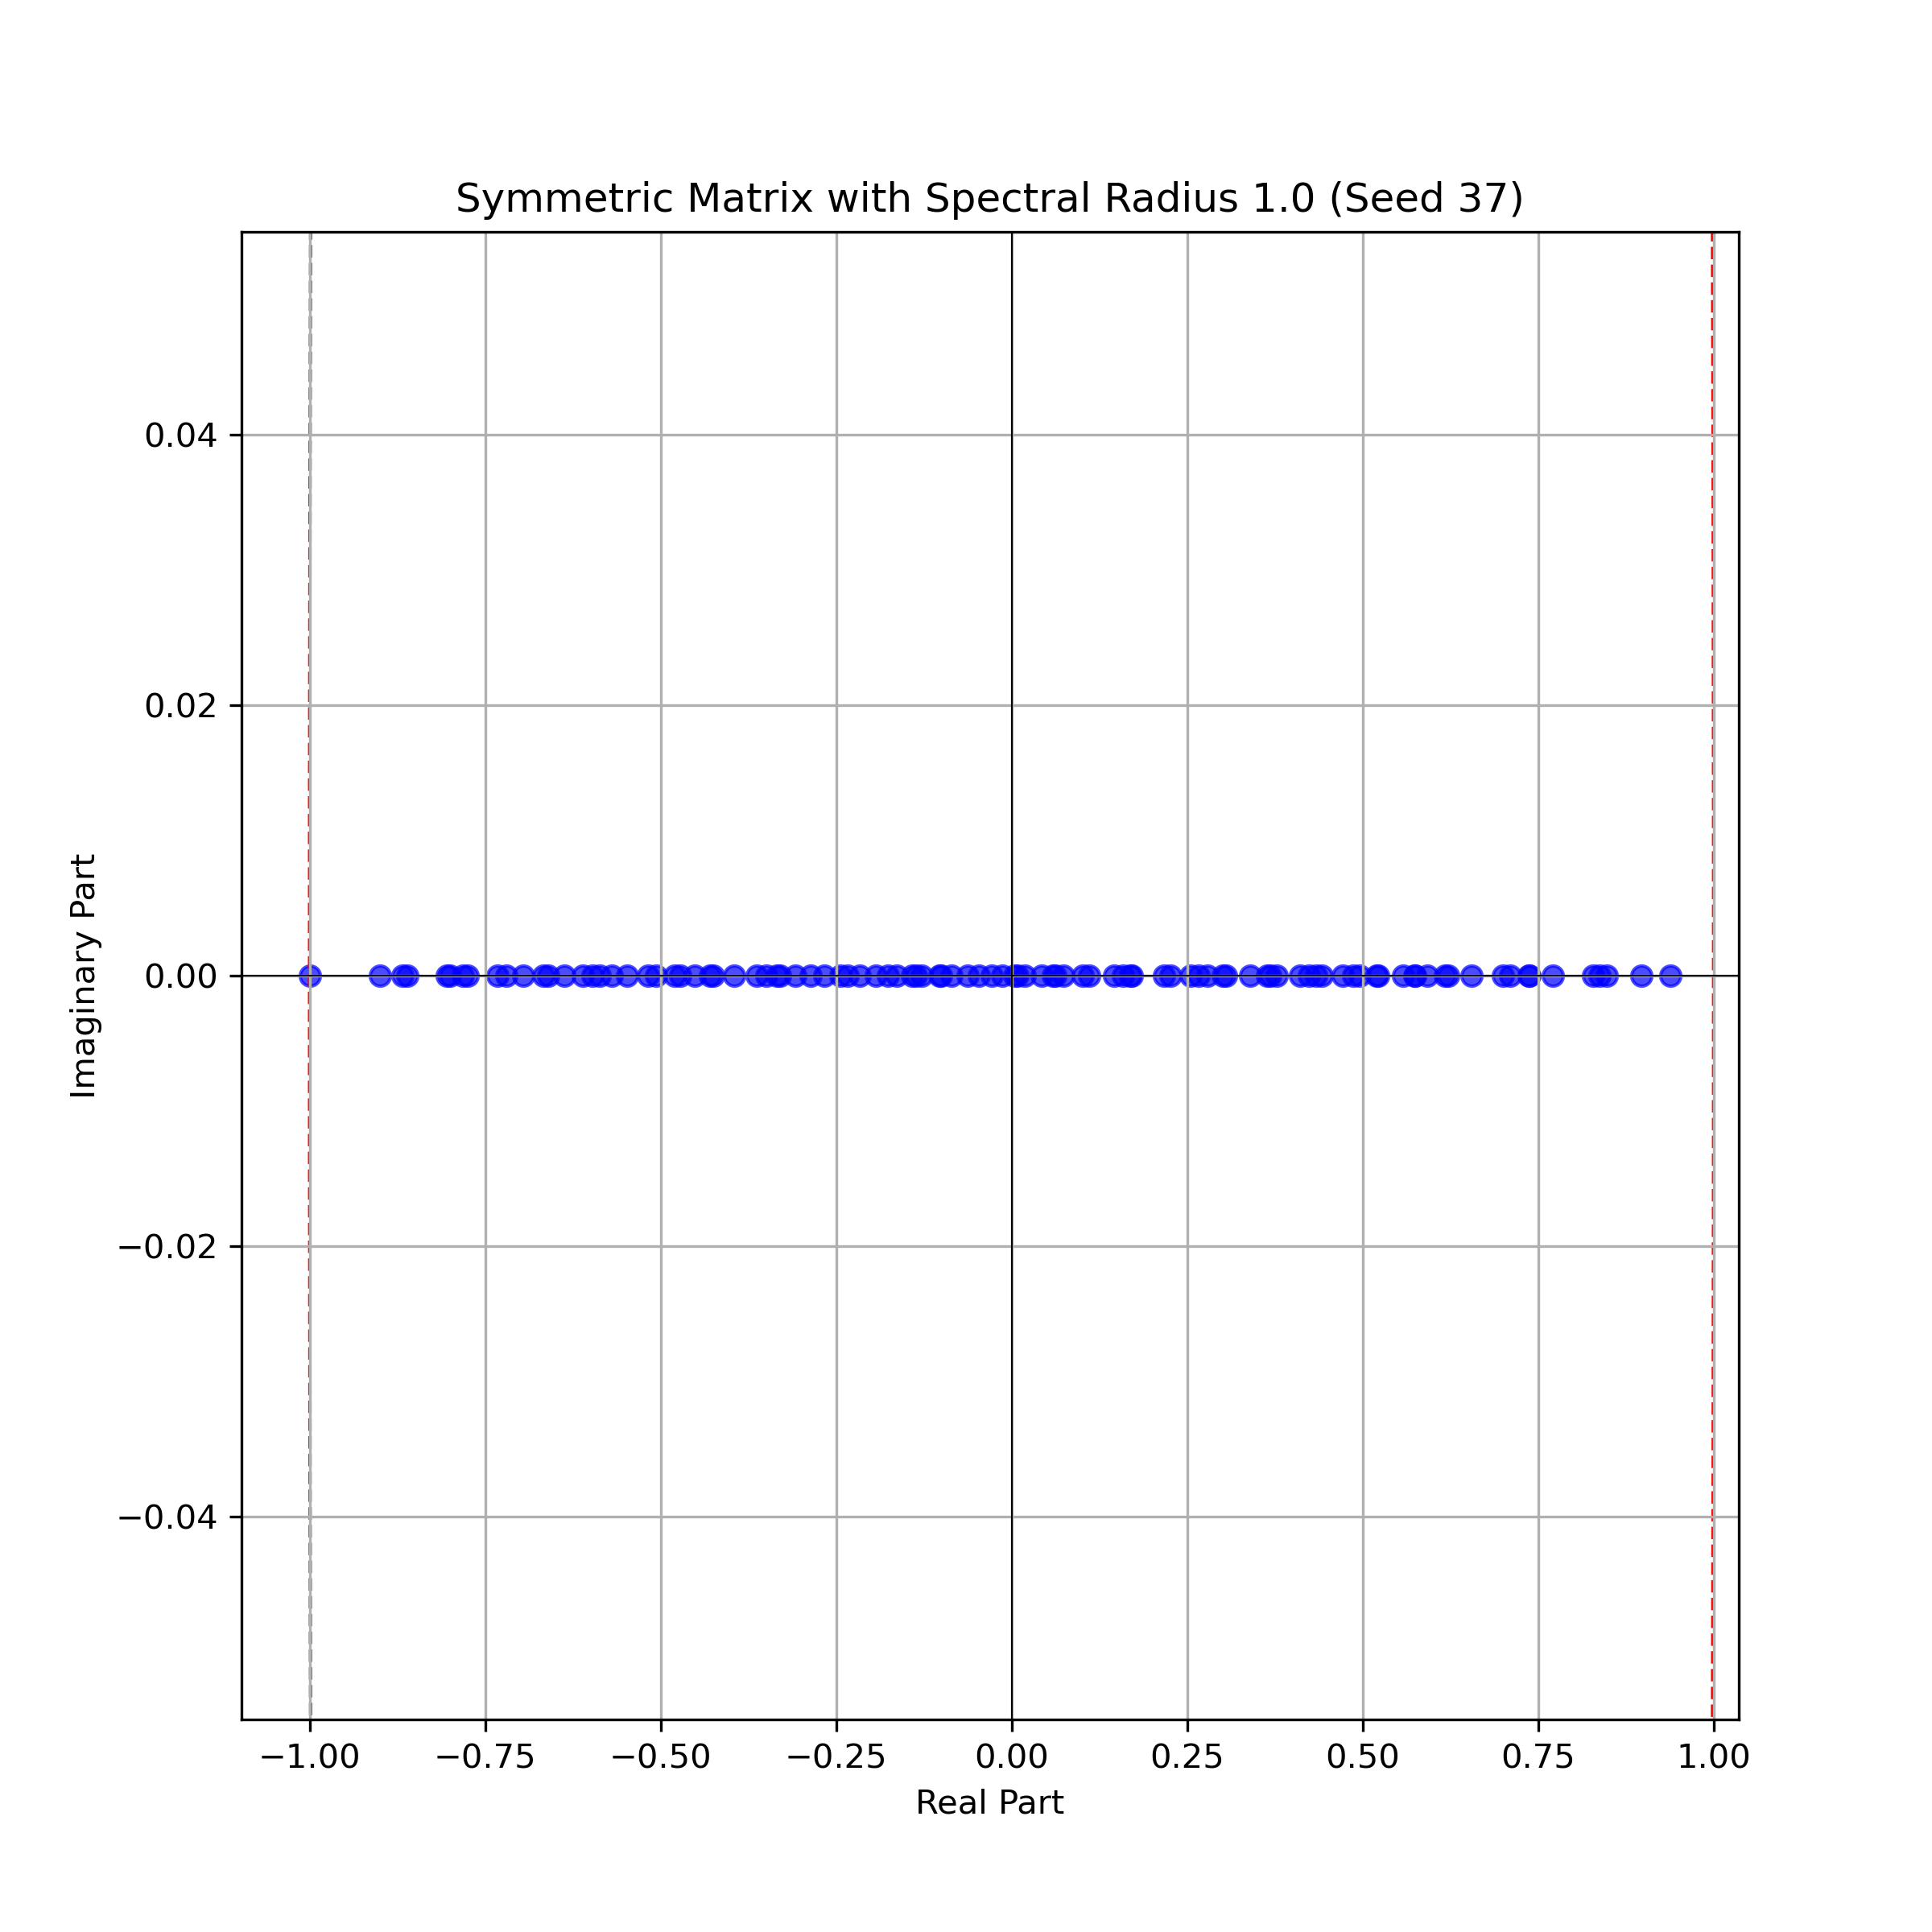 Symmetric Matrix with Spectral Radius 1.0 (Seed 37)
Imaginary Part
0.04
0.02
0.00
−0.02
−0.04
−1.00 −0.75 −0.50 −0.25 0.00 0.25 0.50 0.75 1.00
Real Part